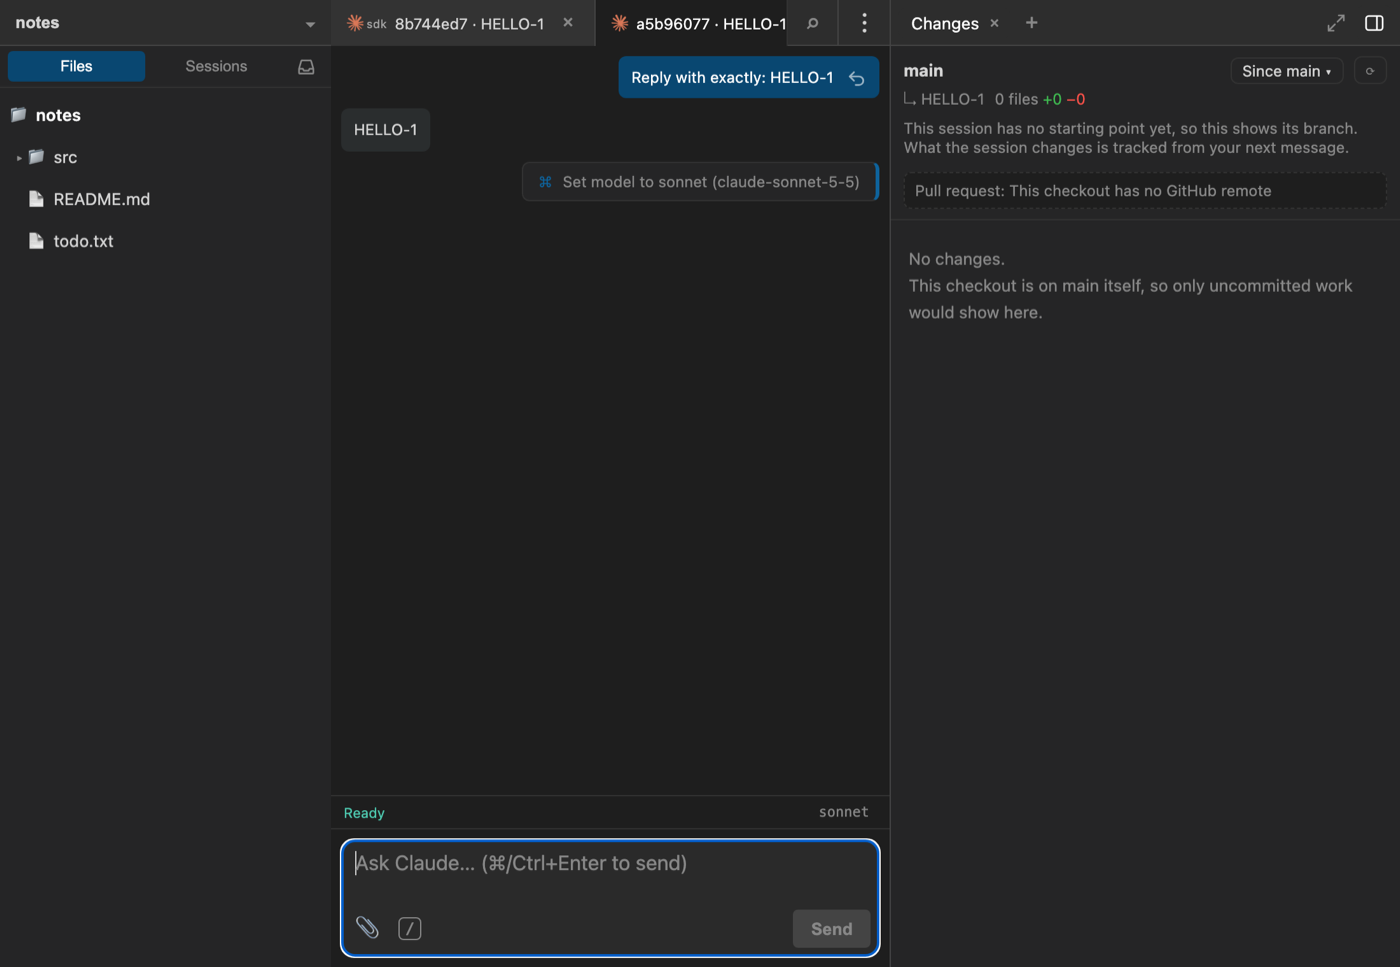 notes
Files
Sessions
notes
src
README.md
todo.txt
sdk 8b744ed7 · HELLO-1 ×
a5b96077 · HELLO-1
Reply with exactly: HELLO-1
HELLO-1
⌘ Set model to sonnet (claude-sonnet-5-5)
Ready
sonnet
Ask Claude... (⌘/Ctrl+Enter to send)
/
Send
Changes × +
main
Since main ▾
HELLO-1 0 files +0 −0
This session has no starting point yet, so this shows its branch.
What the session changes is tracked from your next message.
Pull request: This checkout has no GitHub remote
No changes.
This checkout is on main itself, so only uncommitted work
would show here.